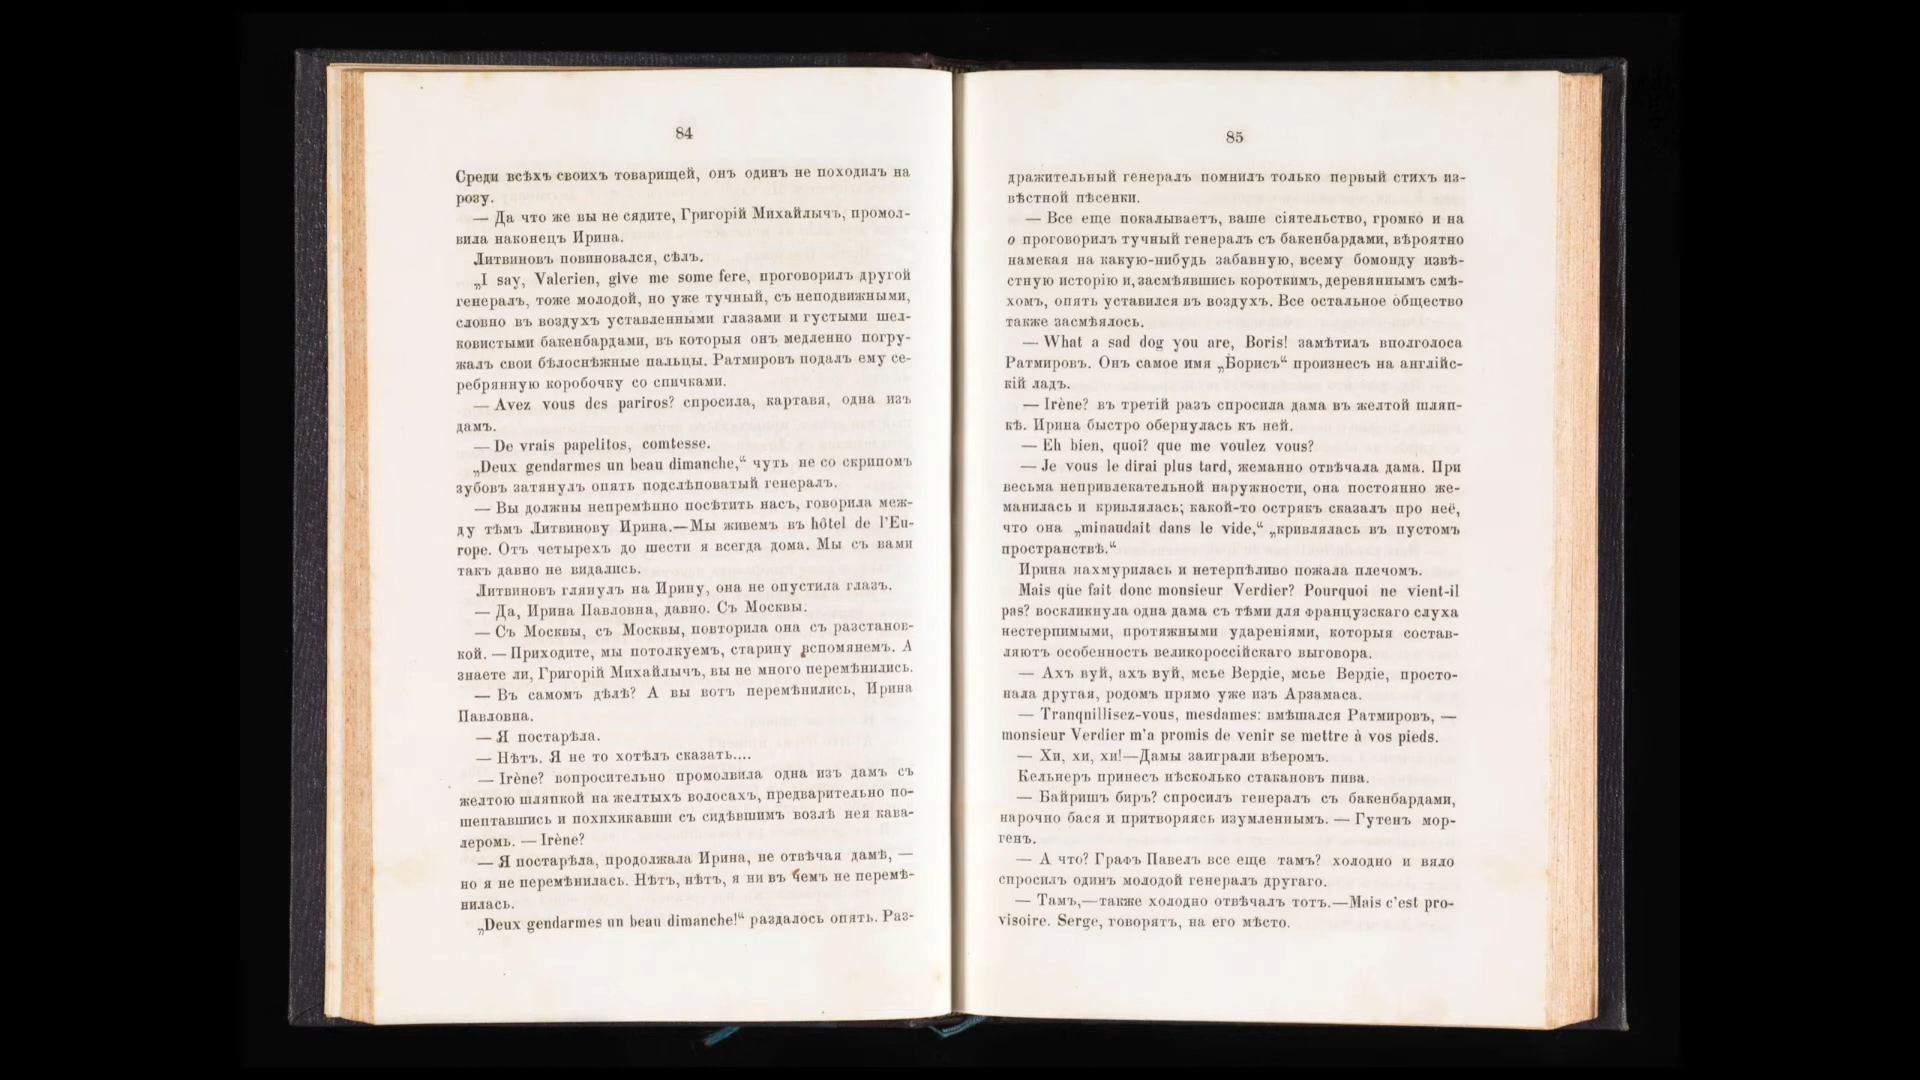 84
Среди всѣхъ своихъ товарищей, онъ одинъ не походилъ на
розу.
— Да что же вы не сядите, Григорій Михайлычъ, промол-
вила наконецъ Ирина.
Литвиновъ повиновался, сѣлъ.
„I say, Valerien, give me some fere, проговорилъ другой
генералъ, тоже молодой, но уже тучный, съ неподвижными,
словно въ воздухъ уставленными глазами и густыми шел-
ковистыми бакенбардами, въ которыя онъ медленно погру-
жалъ свои бѣлоснѣжные пальцы. Ратмировъ подалъ ему се-
ребрянную коробочку со спичками.
— Avez vous des pariros? спросила, картавя, одна изъ
дамъ.
— De vrais papelitos, comtesse.
„Deux gendarmes un beau dimanche,“ чуть не со скрипомъ
зубовъ затянулъ опять подслѣповатый генералъ.
— Вы должны непремѣнно посѣтить насъ, говорила меж-
ду тѣмъ Литвинову Ирина.—Мы живемъ въ hôtel de l'Eu-
rope. Отъ четырехъ до шести я всегда дома. Мы съ вами
такъ давно не видались.
Литвиновъ глянулъ на Ирину, она не опустила глазъ.
— Да, Ирина Павловна, давно. Съ Москвы.
— Съ Москвы, съ Москвы, повторила она съ разстанов-
кой. — Приходите, мы потолкуемъ, старину вспомянемъ. А
знаете ли, Григорій Михайлычъ, вы не много перемѣнились.
— Въ самомъ дѣлѣ? А вы вотъ перемѣнились, Ирина
Павловна.
— Я постарѣла.
— Нѣтъ. Я не то хотѣлъ сказать....
— Irène? вопросительно промолвила одна изъ дамъ съ
желтою шляпкой на желтыхъ волосахъ, предварительно по-
шептавшись и похихикавши съ сидѣвшимъ возлѣ нея кава-
леромь. — Irène?
— Я постарѣла, продолжала Ирина, не отвѣчая дамѣ, —
но я не перемѣнилась. Нѣтъ, нѣтъ, я ни въ чемъ не перемѣ-
нилась.
„Deux gendarmes un beau dimanche!“ раздалось опять. Раз-
85
дражительный генералъ помнилъ только первый стихъ из-
вѣстной пѣсенки.
— Все еще покалываетъ, ваше сіятельство, громко и на
о проговорилъ тучный генералъ съ бакенбардами, вѣроятно
намекая на какую-нибудь забавную, всему бомонду извѣ-
стную исторію и, засмѣявшись короткимъ, деревяннымъ смѣ-
хомъ, опять уставился въ воздухъ. Все остальное общество
также засмѣялось.
— What a sad dog you are, Boris! замѣтилъ вполголоса
Ратмировъ. Онъ самое имя „Борисъ“ произнесъ на англійс-
кій ладъ.
— Irène? въ третій разъ спросила дама въ желтой шляп-
кѣ. Ирина быстро обернулась къ ней.
— Eh bien, quoi? que me voulez vous?
— Je vous le dirai plus tard, жеманно отвѣчала дама. При
весьма непривлекательной наружности, она постоянно же-
манилась и кривлялась; какой-то острякъ сказалъ про неё,
что она „minaudait dans le vide,“ „кривлялась въ пустомъ
пространствѣ.“
Ирина нахмурилась и нетерпѣливо пожала плечомъ.
Mais que fait donc monsieur Verdier? Pourquoi ne vient-il
pas? воскликнула одна дама съ тѣми для французскаго слуха
нестерпимыми, протяжными удареніями, которыя состав-
ляютъ особенность великороссійскаго выговора.
— Ахъ вуй, ахъ вуй, мсье Вердіе, мсье Вердіе, просто-
нала другая, родомъ прямо уже изъ Арзамаса.
— Tranquillisez-vous, mesdames: вмѣшался Ратмировъ, —
monsieur Verdier m'a promis de venir se mettre à vos pieds.
— Хи, хи, хи!—Дамы заиграли вѣеромъ.
Кельнеръ принесъ нѣсколько стакановъ пива.
— Байришъ биръ? спросилъ генералъ съ бакенбардами,
нарочно бася и притворяясь изумленнымъ. — Гутенъ мор-
генъ.
— А что? Графъ Павелъ все еще тамъ? холодно и вяло
спросилъ одинъ молодой генералъ другаго.
— Тамъ,—также холодно отвѣчалъ тотъ.—Mais c'est pro-
visoire. Serge, говорятъ, на его мѣсто.